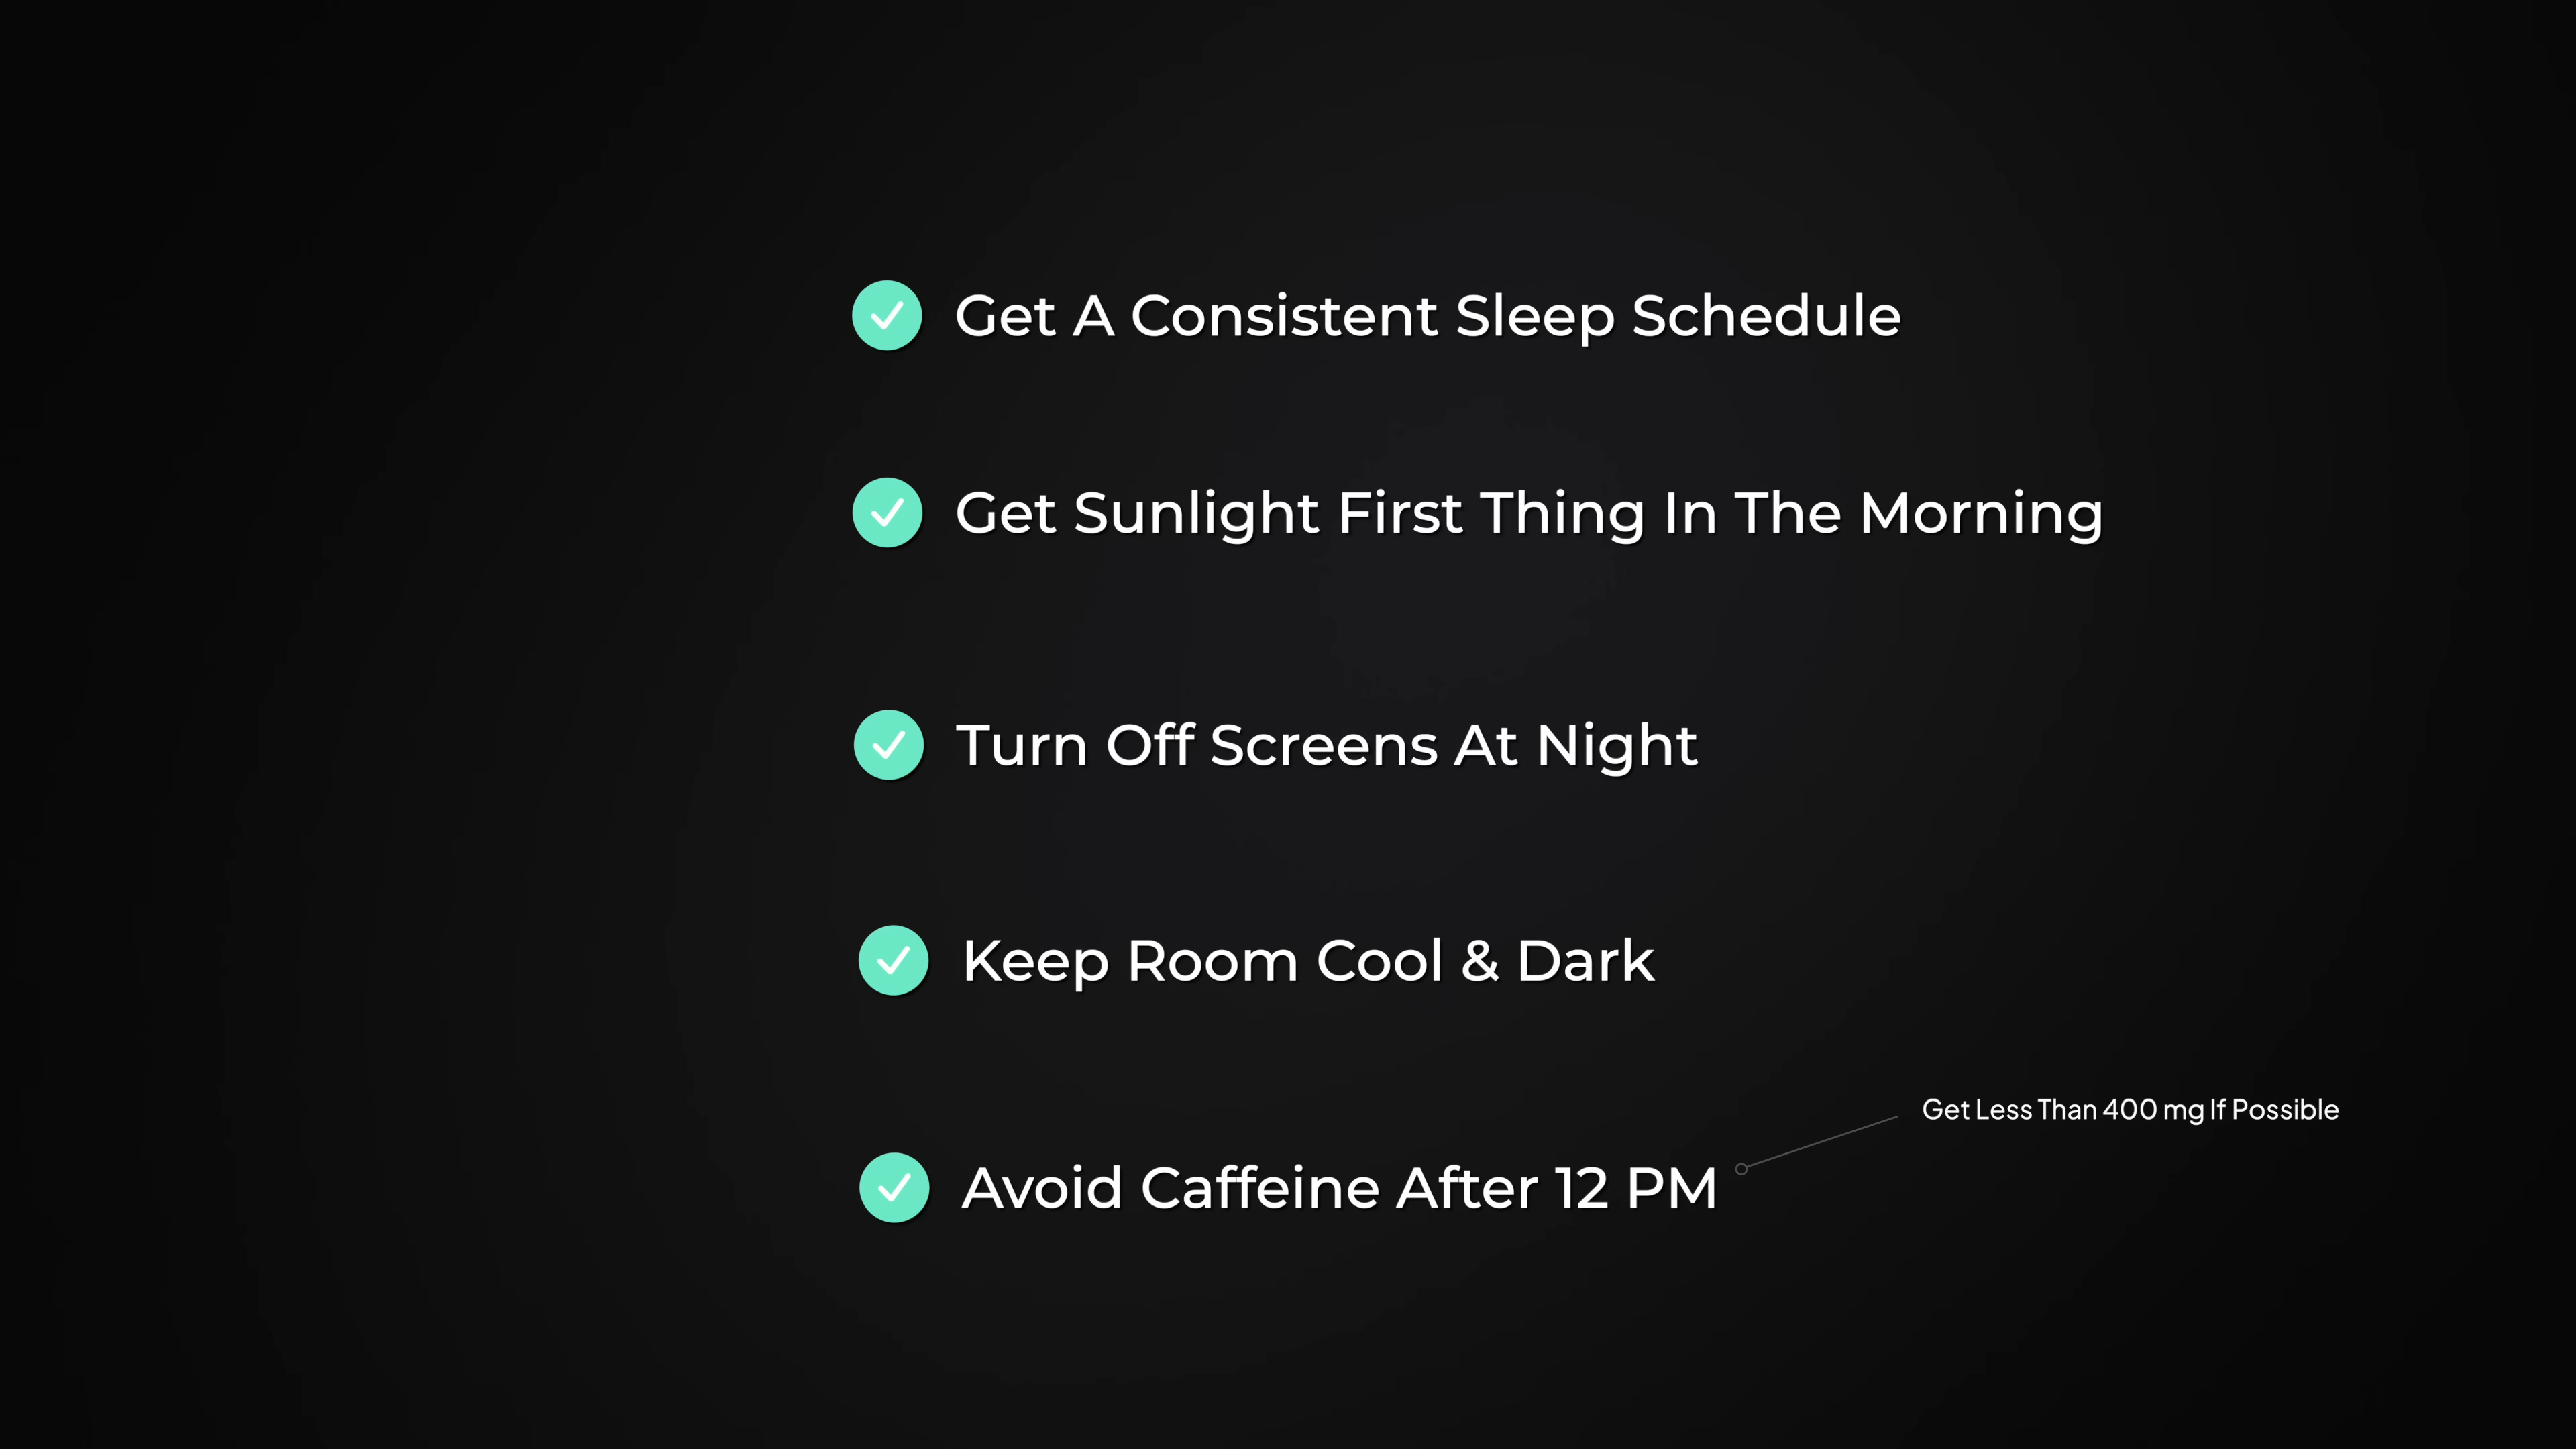 Get A Consistent Sleep Schedule
Get Sunlight First Thing In The Morning
Turn Off Screens At Night
Keep Room Cool & Dark
Get Less Than 400 mg If Possible
Avoid Caffeine After 12 PM